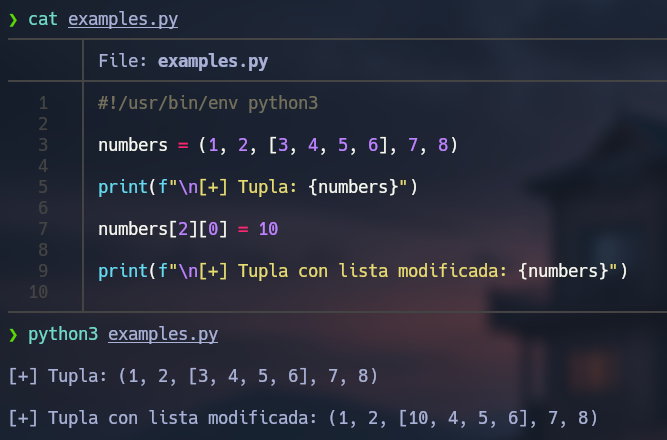 ❯ cat examples.py
File: examples.py
1 #!/usr/bin/env python3
2
3 numbers = (1, 2, [3, 4, 5, 6], 7, 8)
4
5 print(f"\n[+] Tupla: {numbers}")
6
7 numbers[2][0] = 10
8
9 print(f"\n[+] Tupla con lista modificada: {numbers}")
10
❯ python3 examples.py
[+] Tupla: (1, 2, [3, 4, 5, 6], 7, 8)
[+] Tupla con lista modificada: (1, 2, [10, 4, 5, 6], 7, 8)